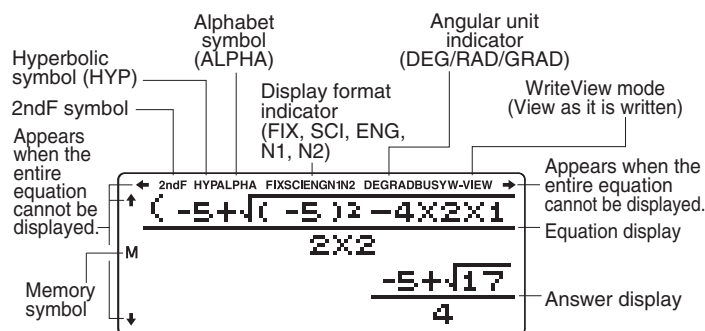 Alphabet
symbol
(ALPHA)
Angular unit
indicator
(DEG/RAD/GRAD)
Hyperbolic
symbol (HYP)
Display format
indicator
(FIX, SCI, ENG,
N1, N2)
WriteView mode
(View as it is written)
2ndF symbol
Appears
when the
entire
equation
cannot be
displayed.
Appears when the
entire equation
cannot be displayed.
← 2ndF HYPALPHA FIXSCIENGN1N2 DEGRADBUSYW-VIEW →
↑
( -5+√( -5 )² -4×2×1
2×2
Equation display
M
Memory
symbol
-5+√17
4
Answer display
↓